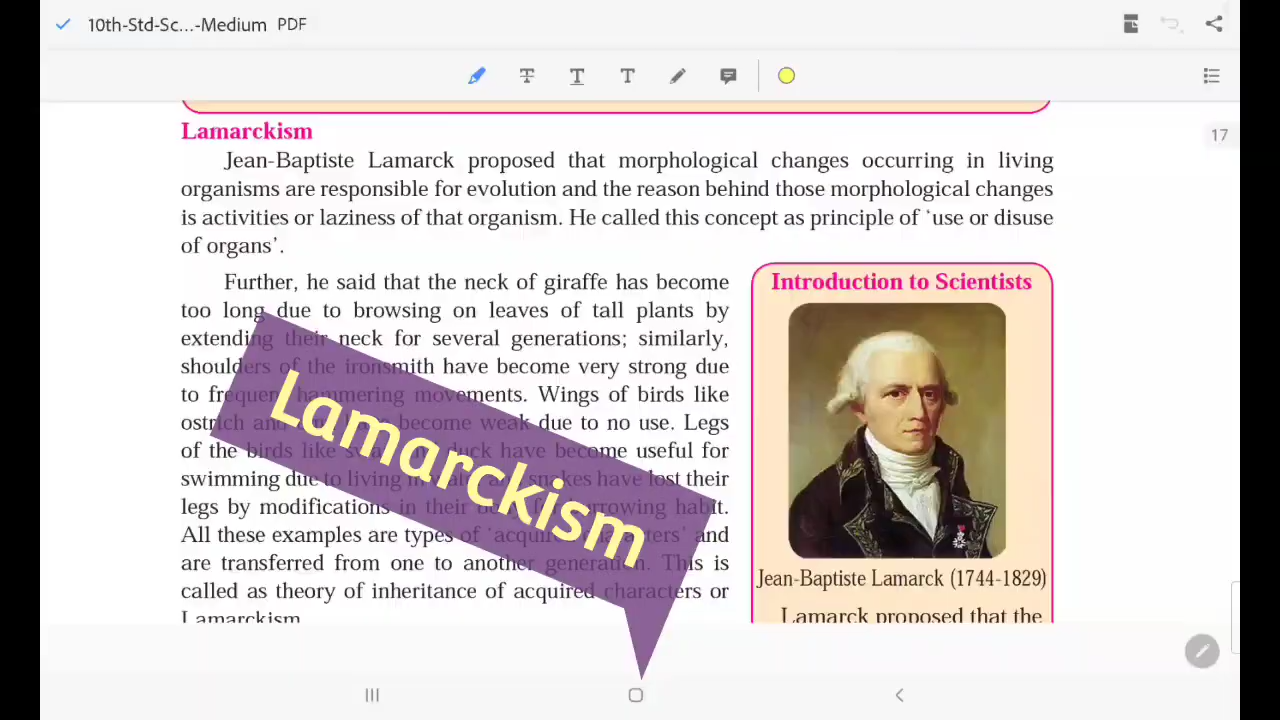 10th-Std-Sc...-Medium PDF
17
Lamarckism
Jean-Baptiste Lamarck proposed that morphological changes occurring in living
organisms are responsible for evolution and the reason behind those morphological changes
is activities or laziness of that organism. He called this concept as principle of ‘use or disuse
of organs’.
Further, he said that the neck of giraffe has become
too long due to browsing on leaves of tall plants by
extending their neck for several generations; similarly,
shoulders of the ironsmith have become very strong due
to frequent hammering movements. Wings of birds like
ostrich and become weak due to no use. Legs
of the birds like duck have become useful for
swimming due to living in and snakes have lost their
legs by modifications in their body for burrowing habit.
All these examples are types of ‘acquired characters’ and
are transferred from one to another generation. This is
called as theory of inheritance of acquired characters or
Lamarckism
Lamarckism
Introduction to Scientists
Jean-Baptiste Lamarck (1744-1829)
Lamarck proposed that the